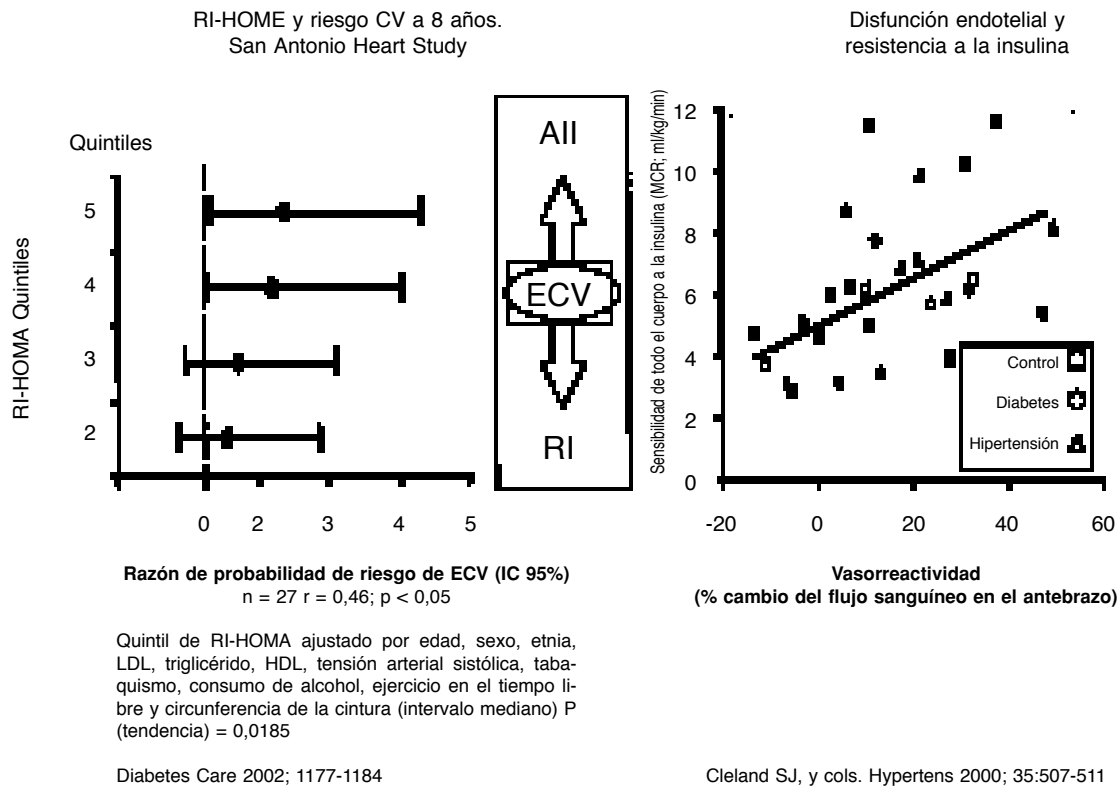 RI-HOME y riesgo CV a 8 años.
San Antonio Heart Study
Quintiles
RI-HOMA Quintiles
5
4
3
2
0 2 3 4 5
Razón de probabilidad de riesgo de ECV (IC 95%)
n = 27 r = 0,46; p < 0,05
Quintil de RI-HOMA ajustado por edad, sexo, etnia,
LDL, triglicérido, HDL, tensión arterial sistólica, taba-
quismo, consumo de alcohol, ejercicio en el tiempo li-
bre y circunferencia de la cintura (intervalo mediano) P
(tendencia) = 0,0185
Diabetes Care 2002; 1177-1184
AII
ECV
RI
Disfunción endotelial y
resistencia a la insulina
Sensibilidad de todo el cuerpo a la insulina (MCR; ml/kg/min)
12
10
8
6
4
2
0
-20 0 20 40 60
Control
Diabetes
Hipertensión
Vasorreactividad
(% cambio del flujo sanguíneo en el antebrazo)
Cleland SJ, y cols. Hypertens 2000; 35:507-511